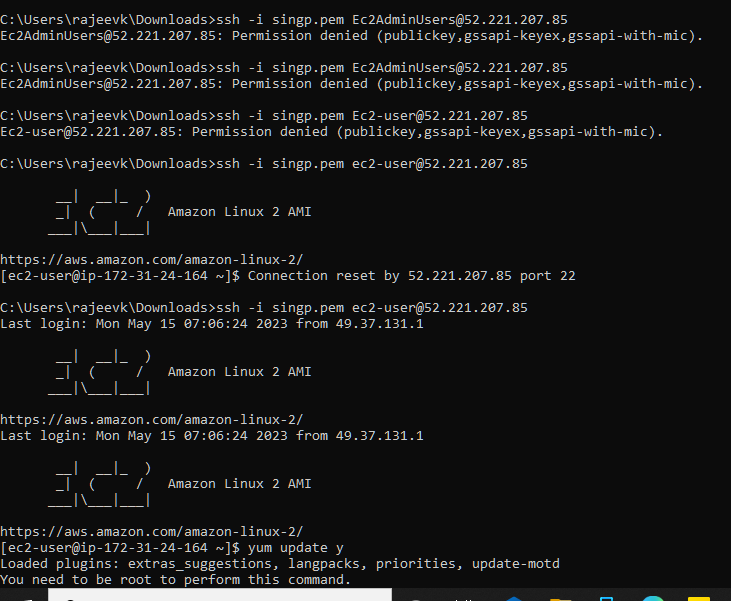 C:\Users\rajeevk\Downloads>ssh -i singp.pem Ec2AdminUsers@52.221.207.85
Ec2AdminUsers@52.221.207.85: Permission denied (publickey,gssapi-keyex,gssapi-with-mic).
C:\Users\rajeevk\Downloads>ssh -i singp.pem Ec2AdminUsers@52.221.207.85
Ec2AdminUsers@52.221.207.85: Permission denied (publickey,gssapi-keyex,gssapi-with-mic).
C:\Users\rajeevk\Downloads>ssh -i singp.pem Ec2-user@52.221.207.85
Ec2-user@52.221.207.85: Permission denied (publickey,gssapi-keyex,gssapi-with-mic).
C:\Users\rajeevk\Downloads>ssh -i singp.pem ec2-user@52.221.207.85
       __|  __|_  )
       _|  (     /   Amazon Linux 2 AMI
      ___|\___|___|
https://aws.amazon.com/amazon-linux-2/
[ec2-user@ip-172-31-24-164 ~]$ Connection reset by 52.221.207.85 port 22
C:\Users\rajeevk\Downloads>ssh -i singp.pem ec2-user@52.221.207.85
Last login: Mon May 15 07:06:24 2023 from 49.37.131.1
       __|  __|_  )
       _|  (     /   Amazon Linux 2 AMI
      ___|\___|___|
https://aws.amazon.com/amazon-linux-2/
Last login: Mon May 15 07:06:24 2023 from 49.37.131.1
       __|  __|_  )
       _|  (     /   Amazon Linux 2 AMI
      ___|\___|___|
https://aws.amazon.com/amazon-linux-2/
[ec2-user@ip-172-31-24-164 ~]$ yum update y
Loaded plugins: extras_suggestions, langpacks, priorities, update-motd
You need to be root to perform this command.